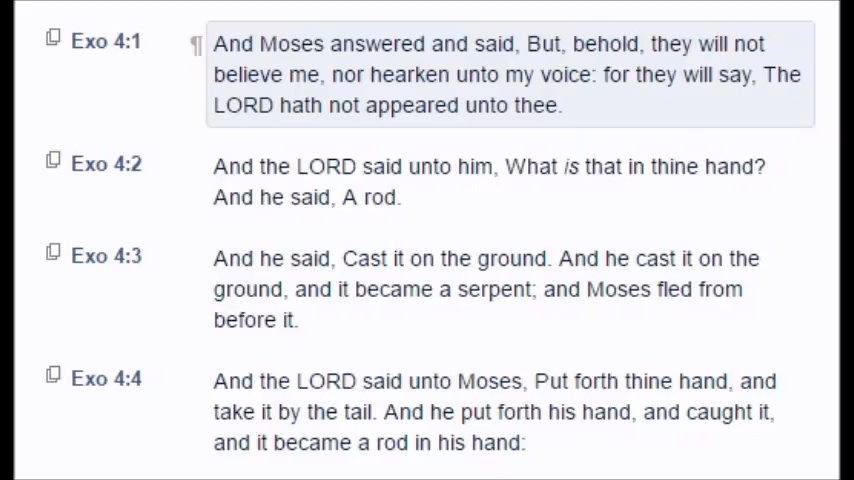 Exo 4:1 ¶ And Moses answered and said, But, behold, they will not
believe me, nor hearken unto my voice: for they will say, The
LORD hath not appeared unto thee.
Exo 4:2 And the LORD said unto him, What is that in thine hand?
And he said, A rod.
Exo 4:3 And he said, Cast it on the ground. And he cast it on the
ground, and it became a serpent; and Moses fled from
before it.
Exo 4:4 And the LORD said unto Moses, Put forth thine hand, and
take it by the tail. And he put forth his hand, and caught it,
and it became a rod in his hand: